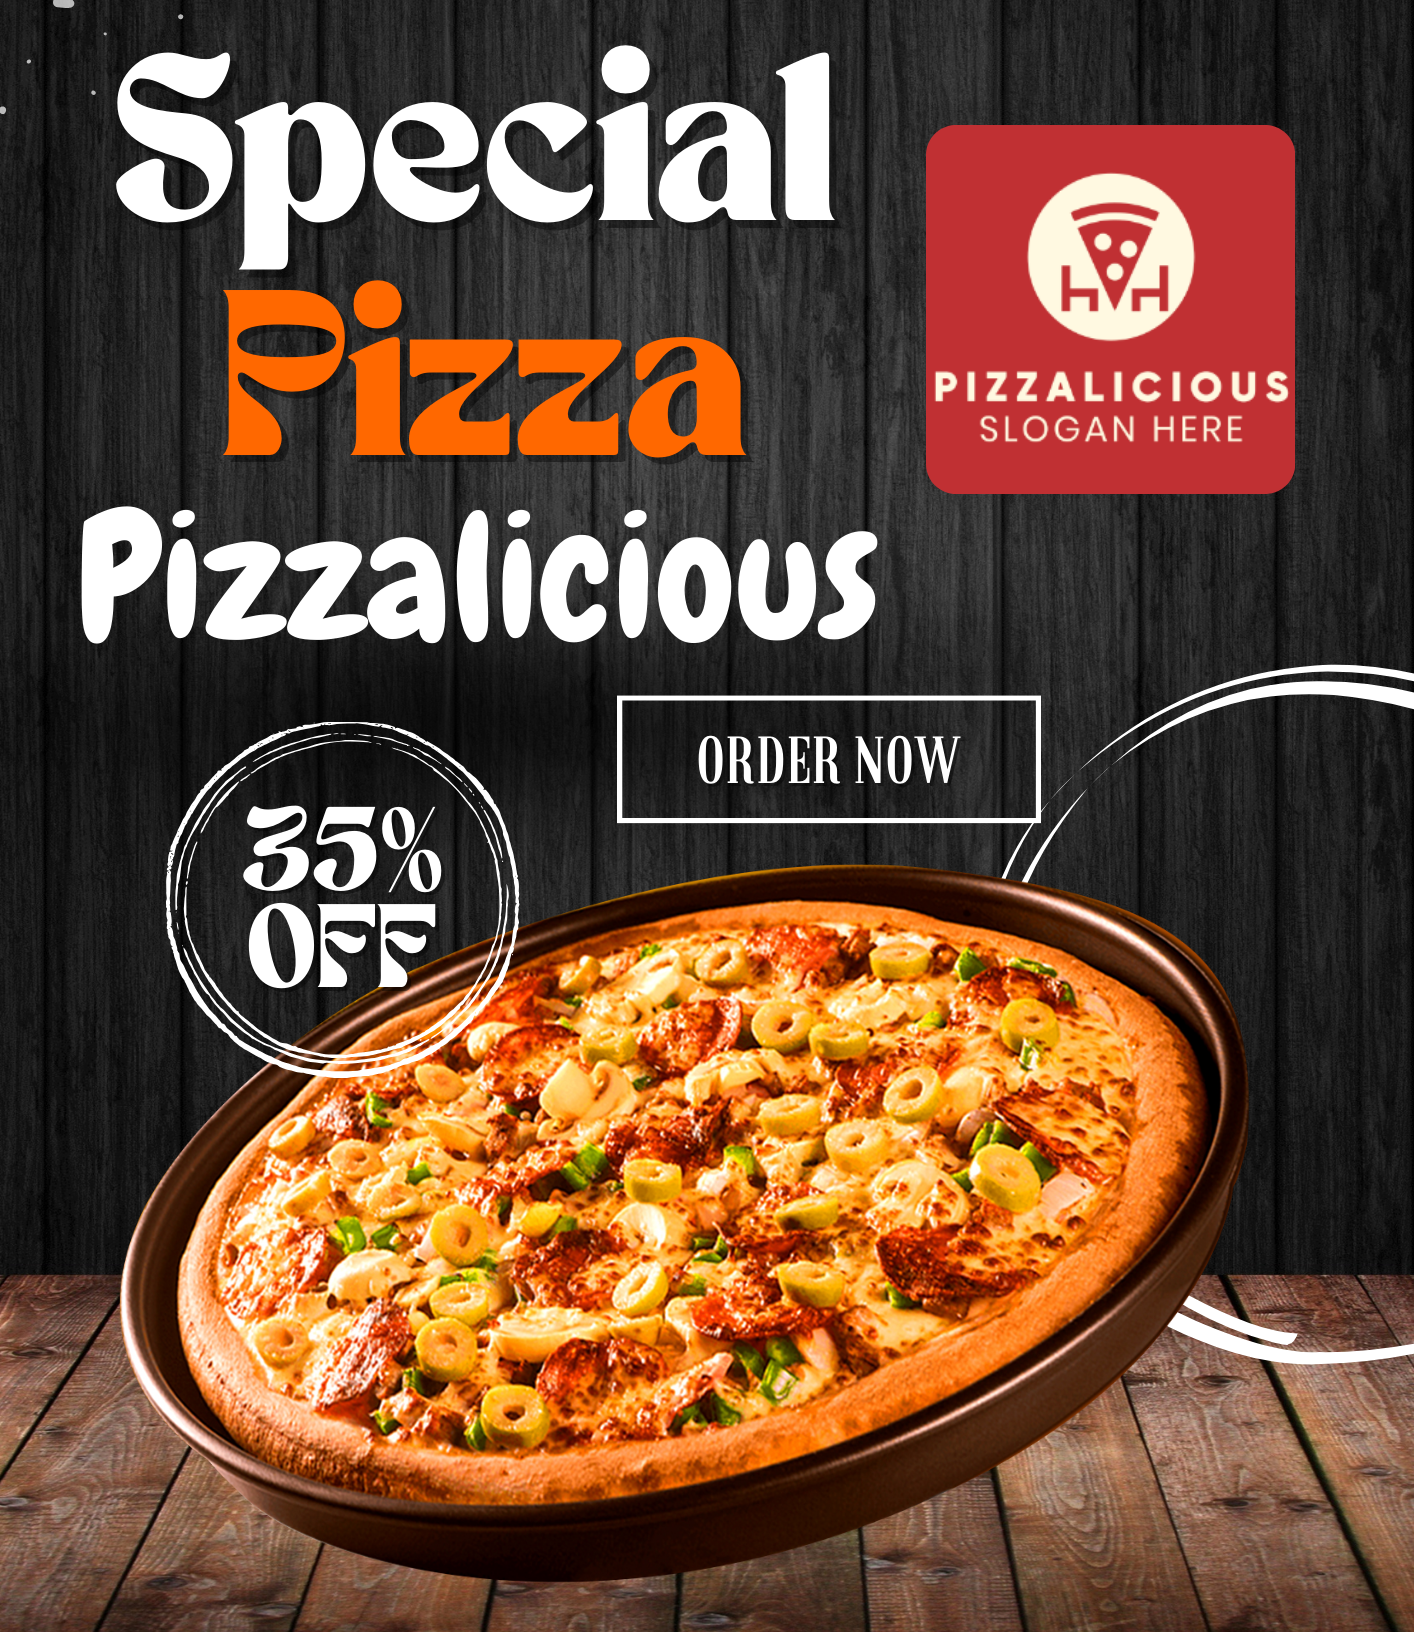 Special
Pizza
Pizzalicious
PIZZALICIOUS
SLOGAN HERE
ORDER NOW
35%
OFF